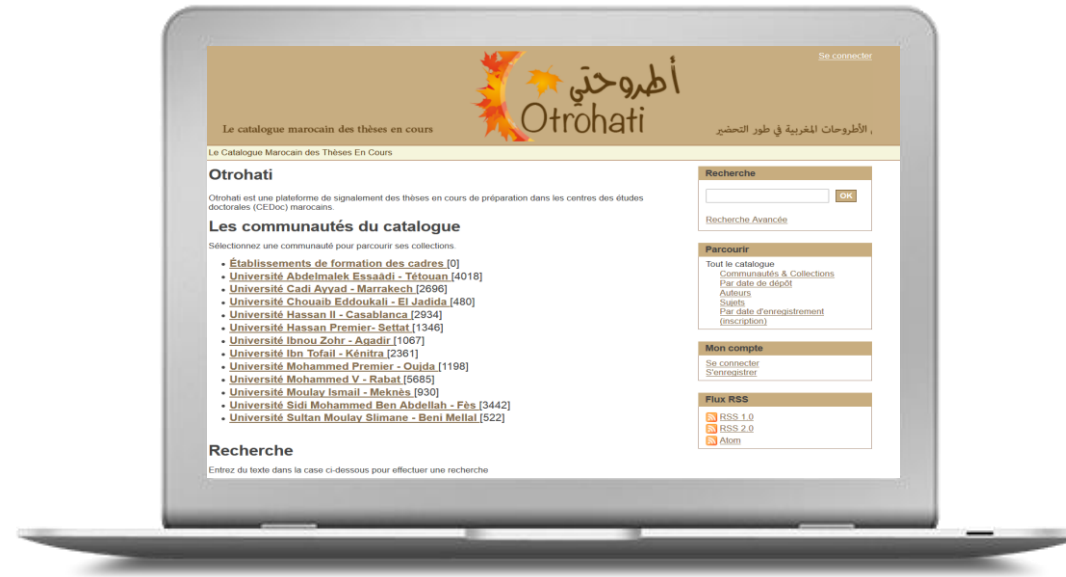 Se connecter
أطروحتي
Otrohati
Le catalogue marocain des thèses en cours
الأطروحات المغربية في طور التحضير
Le Catalogue Marocain des Thèses En Cours
Otrohati
Otrohati est une plateforme de signalement des thèses en cours de préparation dans les centres des études
doctorales (CEDoc) marocains.
Les communautés du catalogue
Sélectionnez une communauté pour parcourir ses collections.
• Établissements de formation des cadres [0]
• Université Abdelmalek Essaâdi - Tétouan [4018]
• Université Cadi Ayyad - Marrakech [2696]
• Université Chouaib Eddoukali - El Jadida [480]
• Université Hassan II - Casablanca [2934]
• Université Hassan Premier- Settat [1346]
• Université Ibnou Zohr - Agadir [1067]
• Université Ibn Tofail - Kénitra [2361]
• Université Mohammed Premier - Oujda [1198]
• Université Mohammed V - Rabat [5685]
• Université Moulay Ismail - Meknès [930]
• Université Sidi Mohammed Ben Abdellah - Fès [3442]
• Université Sultan Moulay Slimane - Beni Mellal [522]
Recherche
Entrez du texte dans la case ci-dessous pour effectuer une recherche
Recherche
OK
Recherche Avancée
Parcourir
Tout le catalogue
Communautés & Collections
Par date de dépôt
Auteurs
Sujets
Par date d'enregistrement
(inscription)
Mon compte
Se connecter
S'enregistrer
Flux RSS
RSS 1.0
RSS 2.0
Atom